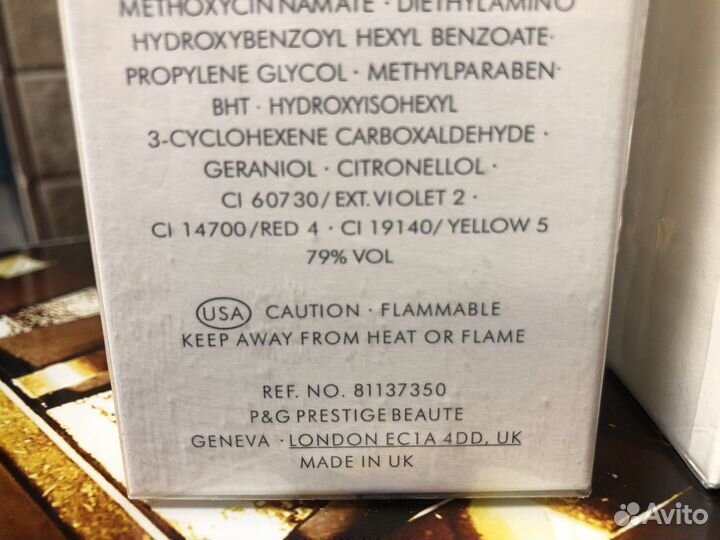 METHOXYCINNAMATE · DIETHYLAMINO
HYDROXYBENZOYL HEXYL BENZOATE·
PROPYLENE GLYCOL · METHYLPARABEN·
BHT · HYDROXYISOHEXYL
3-CYCLOHEXENE CARBOXALDEHYDE ·
GERANIOL · CITRONELLOL ·
CI 60730/EXT.VIOLET 2 ·
CI 14700/RED 4 · CI 19140/YELLOW 5
79% VOL
USA CAUTION · FLAMMABLE
KEEP AWAY FROM HEAT OR FLAME
REF. NO. 81137350
P&G PRESTIGE BEAUTE
GENEVA · LONDON EC1A 4DD, UK
MADE IN UK
Avito